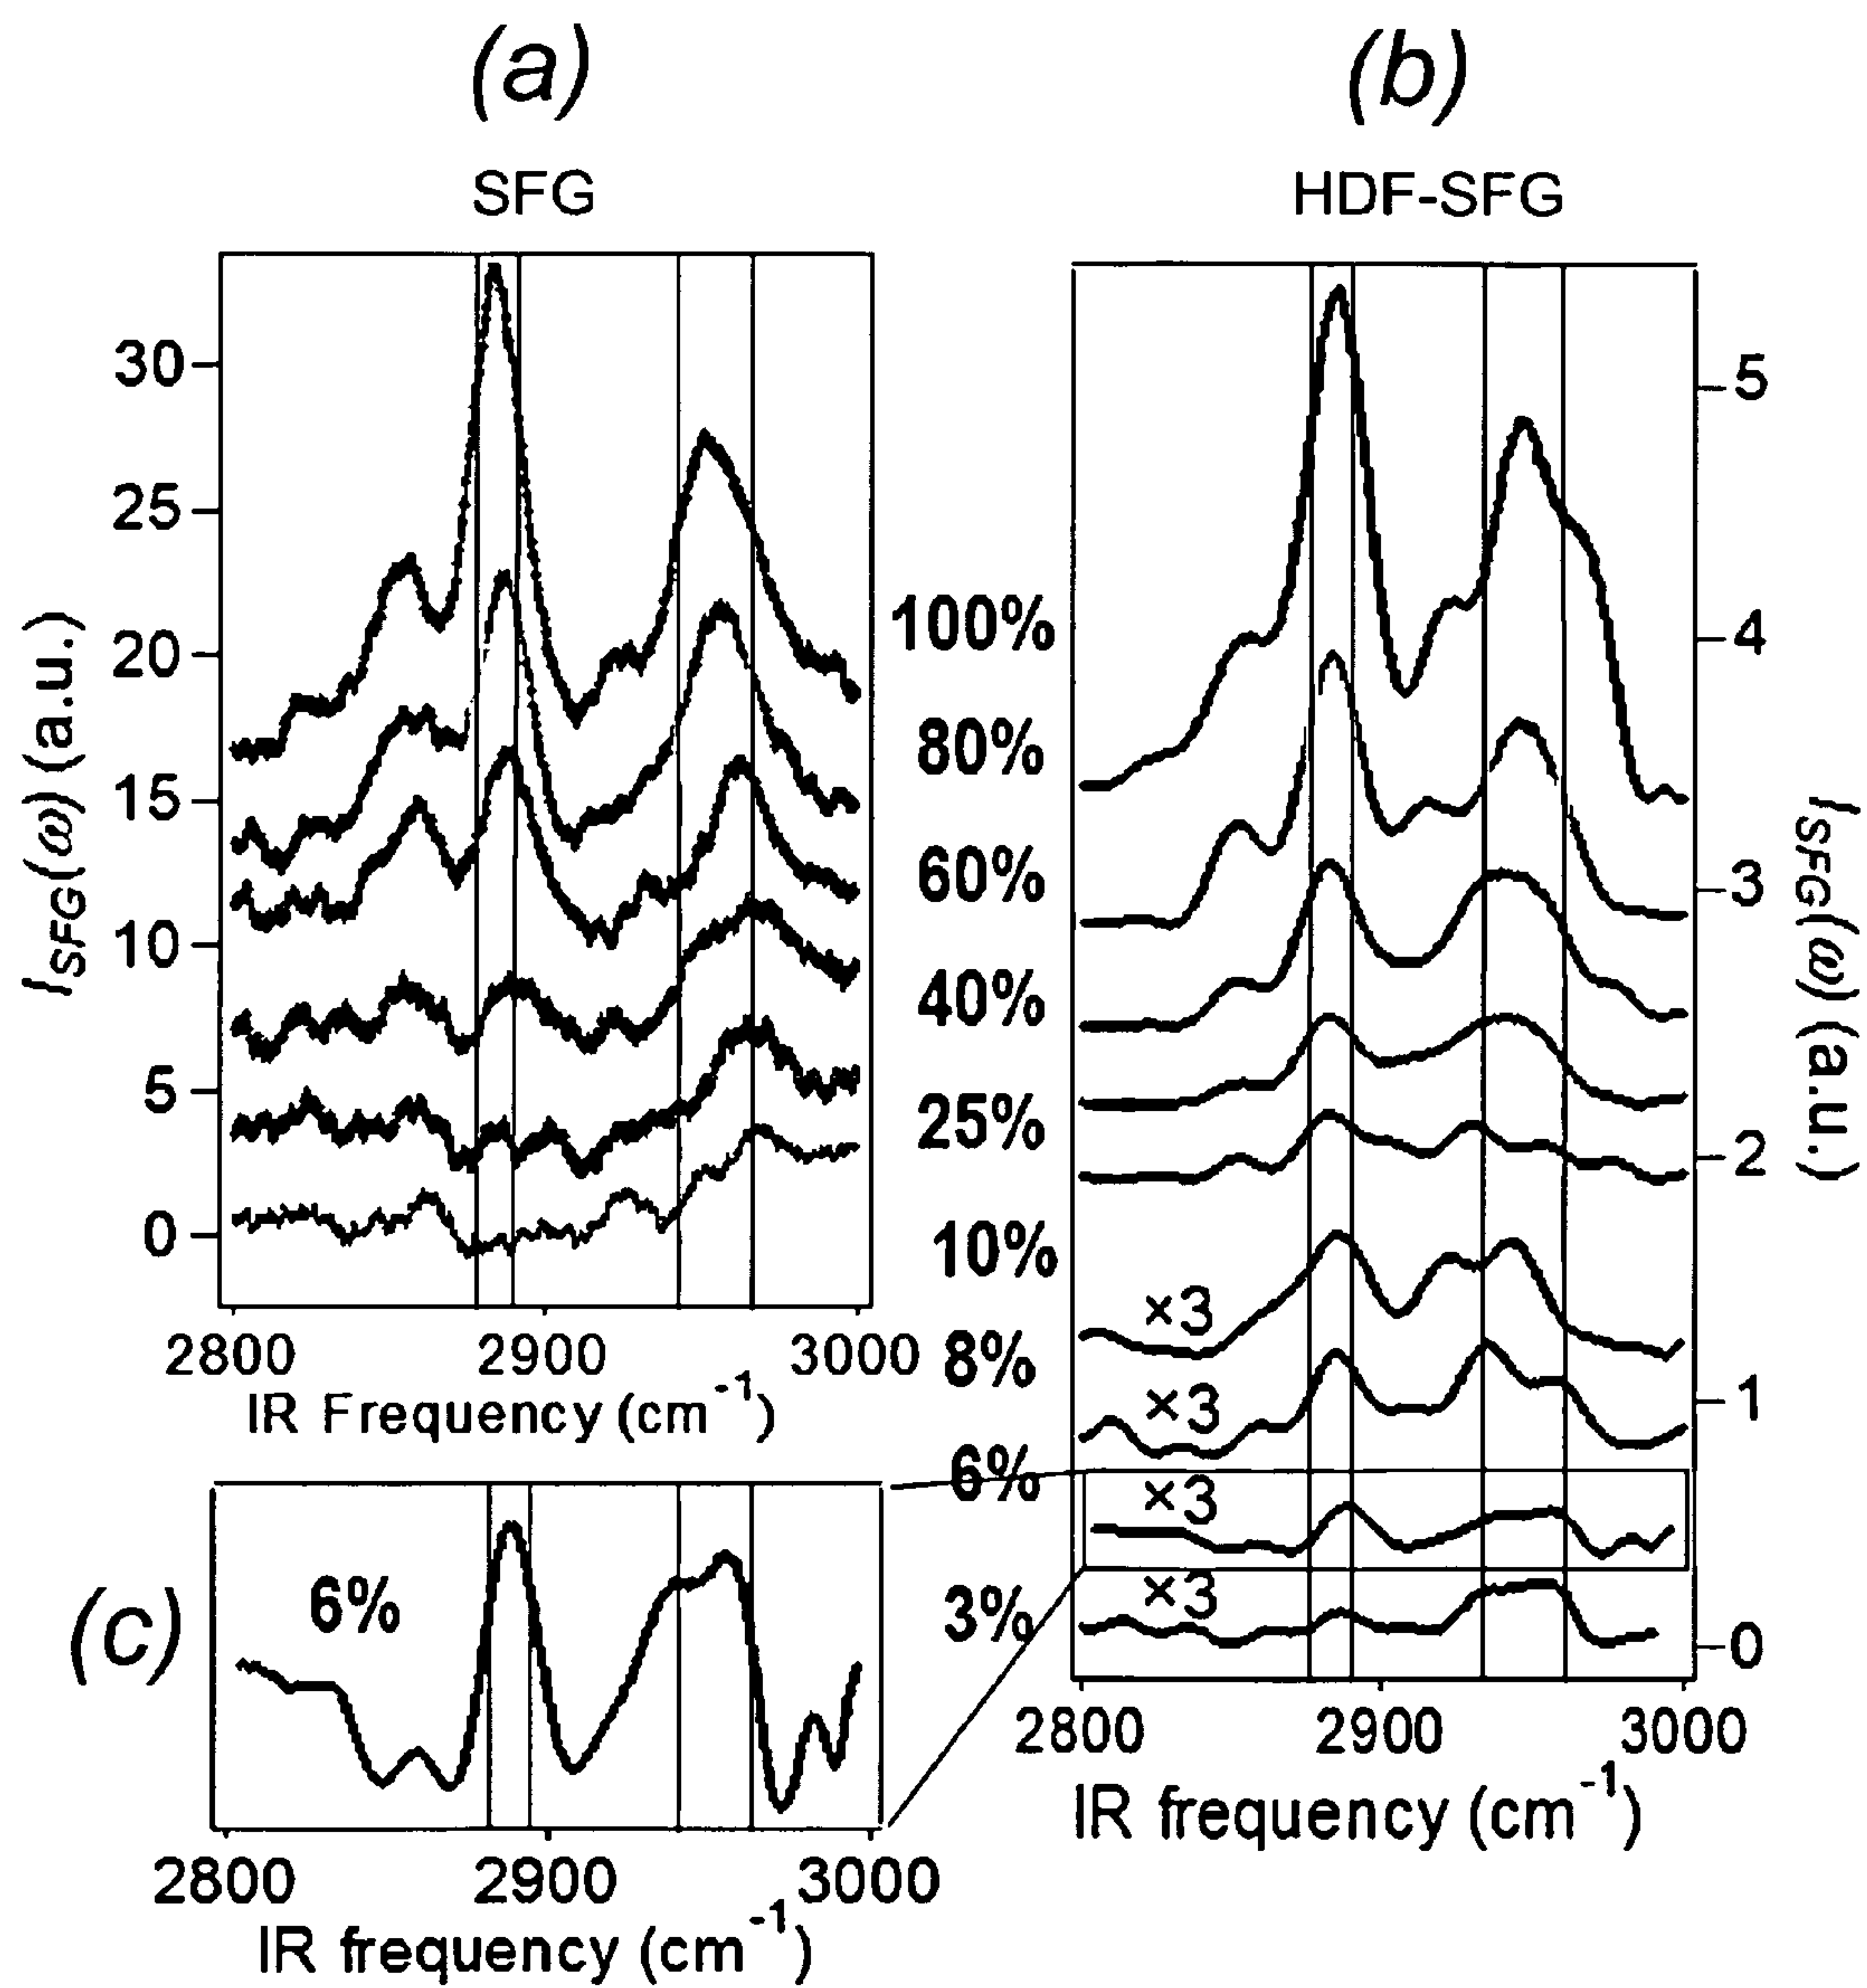 (a)
SFG
30
25
20
15
10
5
0
I SFG(ω) (a.u.)
2800 2900 3000
IR Frequency (cm⁻¹)
100%
80%
60%
40%
25%
10%
8%
6%
3%
(b)
HDF-SFG
×3
×3
×3
×3
5
4
3
2
1
0
I SFG(ω) (a.u.)
2800 2900 3000
IR frequency (cm⁻¹)
(c)
6%
2800 2900 3000
IR frequency (cm⁻¹)